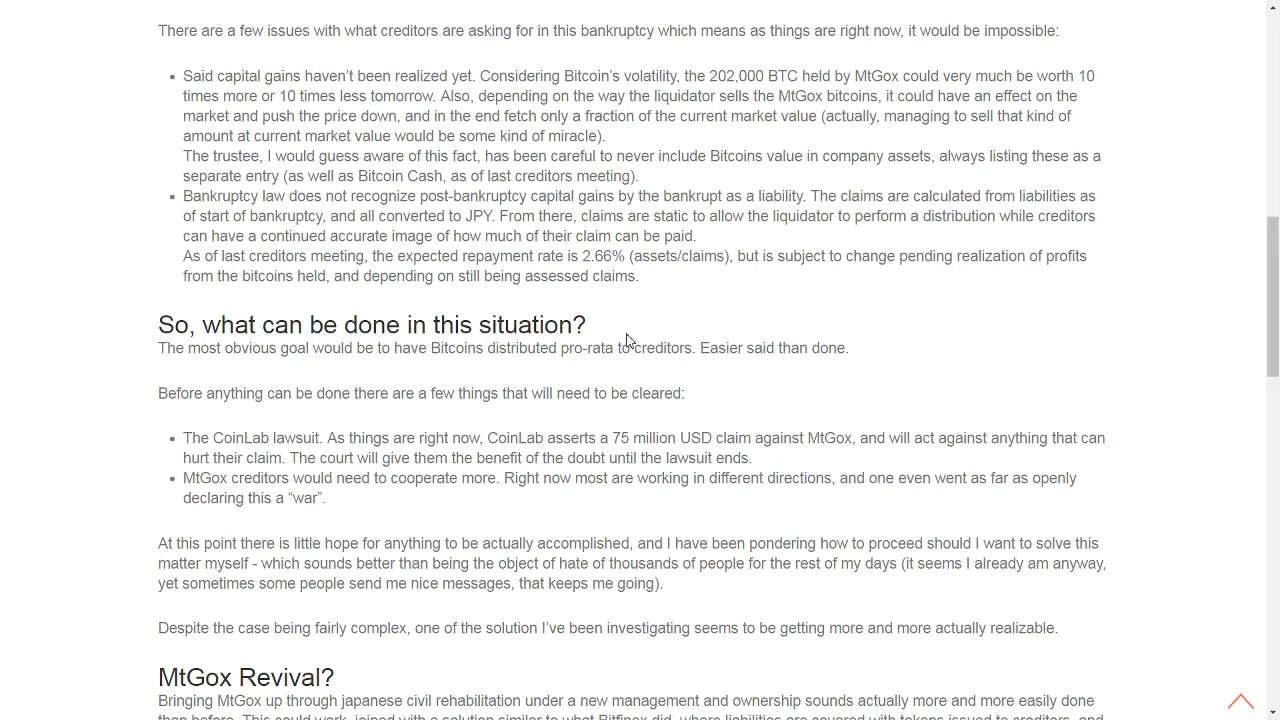 There are a few issues with what creditors are asking for in this bankruptcy which means as things are right now, it would be impossible:
Said capital gains haven’t been realized yet. Considering Bitcoin’s volatility, the 202,000 BTC held by MtGox could very much be worth 10
times more or 10 times less tomorrow. Also, depending on the way the liquidator sells the MtGox bitcoins, it could have an effect on the
market and push the price down, and in the end fetch only a fraction of the current market value (actually, managing to sell that kind of
amount at current market value would be some kind of miracle).
The trustee, I would guess aware of this fact, has been careful to never include Bitcoins value in company assets, always listing these as a
separate entry (as well as Bitcoin Cash, as of last creditors meeting).
Bankruptcy law does not recognize post-bankruptcy capital gains by the bankrupt as a liability. The claims are calculated from liabilities as
of start of bankruptcy, and all converted to JPY. From there, claims are static to allow the liquidator to perform a distribution while creditors
can have a continued accurate image of how much of their claim can be paid.
As of last creditors meeting, the expected repayment rate is 2.66% (assets/claims), but is subject to change pending realization of profits
from the bitcoins held, and depending on still being assessed claims.
So, what can be done in this situation?
The most obvious goal would be to have Bitcoins distributed pro-rata to creditors. Easier said than done.
Before anything can be done there are a few things that will need to be cleared:
The CoinLab lawsuit. As things are right now, CoinLab asserts a 75 million USD claim against MtGox, and will act against anything that can
hurt their claim. The court will give them the benefit of the doubt until the lawsuit ends.
MtGox creditors would need to cooperate more. Right now most are working in different directions, and one even went as far as openly
declaring this a “war”.
At this point there is little hope for anything to be actually accomplished, and I have been pondering how to proceed should I want to solve this
matter myself - which sounds better than being the object of hate of thousands of people for the rest of my days (it seems I already am anyway,
yet sometimes some people send me nice messages, that keeps me going).
Despite the case being fairly complex, one of the solution I’ve been investigating seems to be getting more and more actually realizable.
MtGox Revival?
Bringing MtGox up through japanese civil rehabilitation under a new management and ownership sounds actually more and more easily done
than before. This could work, joined with a solution similar to what Bitfinex did, where liabilities are covered with tokens issued to creditors, and